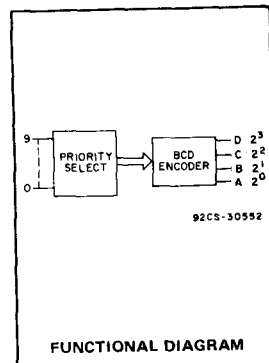 9
0
PRIORITY
SELECT
BCD
ENCODER
D 2³
C 2²
B 2¹
A 2⁰
92CS-30552
FUNCTIONAL DIAGRAM